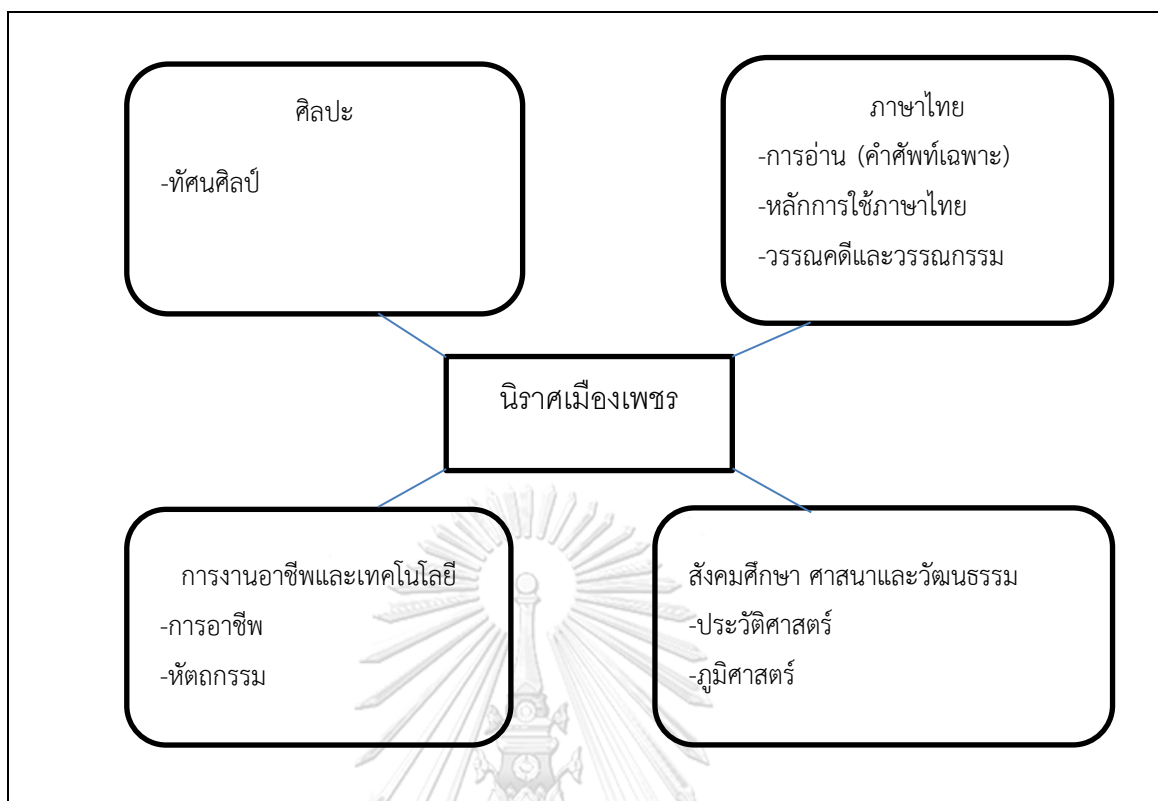 ศิลปะ
-ทัศนศิลป์
ภาษาไทย
-การอ่าน (คำศัพท์เฉพาะ)
-หลักการใช้ภาษาไทย
-วรรณคดีและวรรณกรรม
นิราศเมืองเพชร
การงานอาชีพและเทคโนโลยี
-การอาชีพ
-หัตถกรรม
สังคมศึกษา ศาสนาและวัฒนธรรม
-ประวัติศาสตร์
-ภูมิศาสตร์